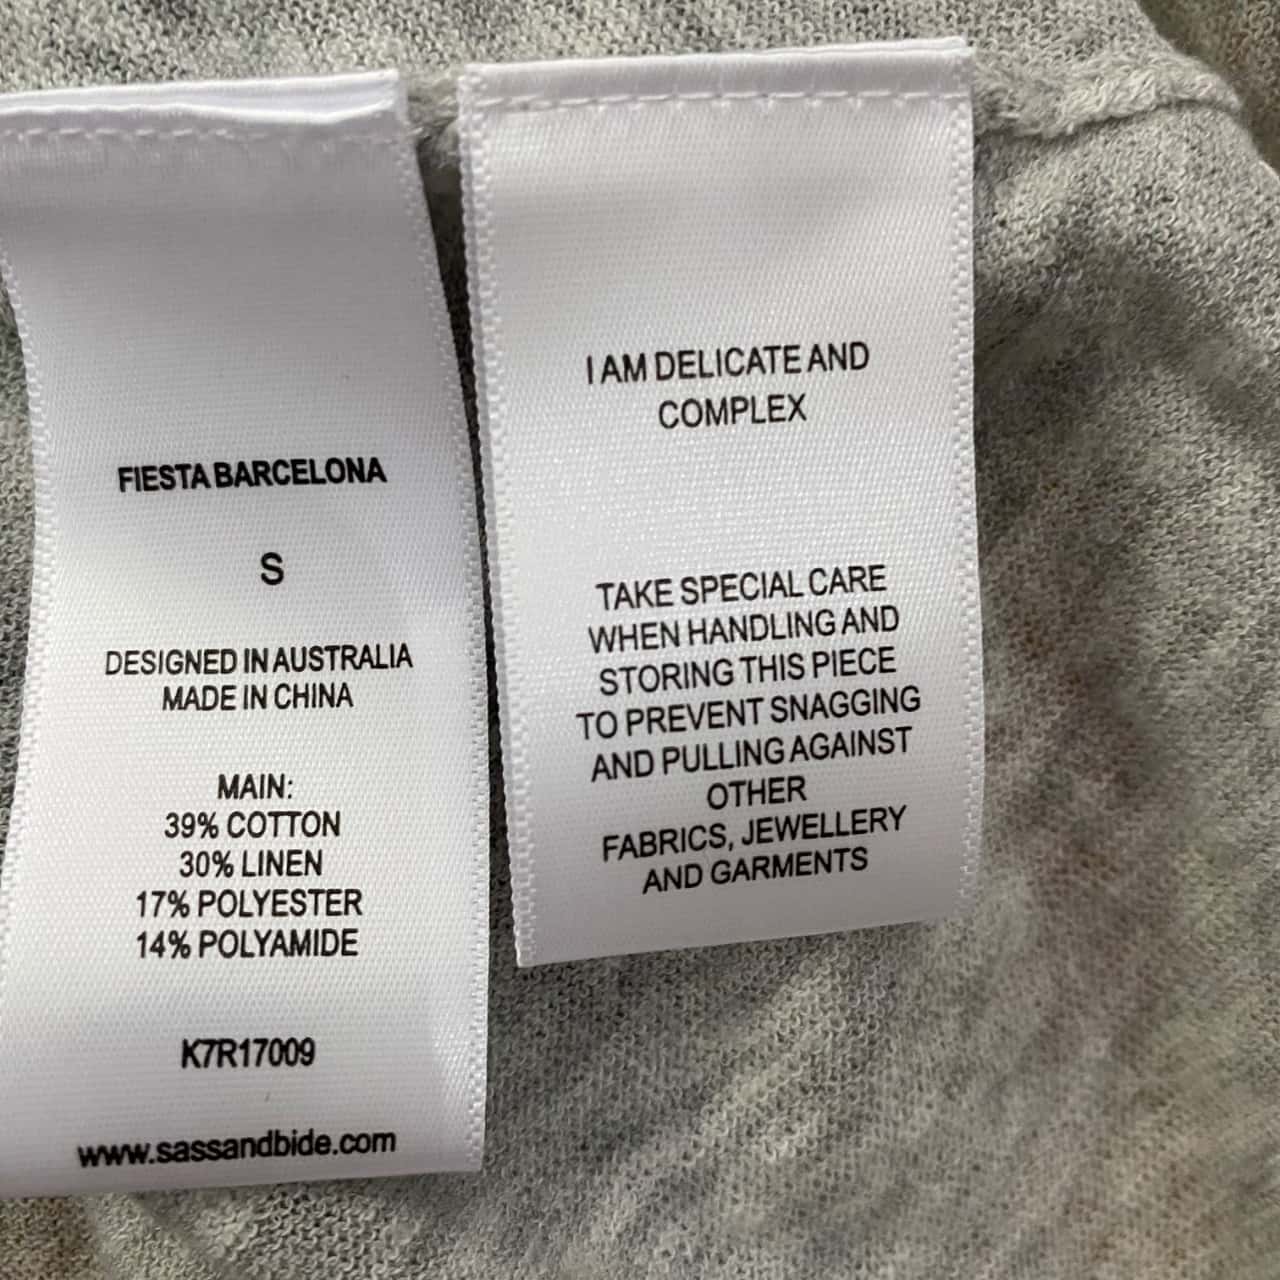 FIESTA BARCELONA
S
DESIGNED IN AUSTRALIA
MADE IN CHINA
MAIN:
39% COTTON
30% LINEN
17% POLYESTER
14% POLYAMIDE
K7R17009
www.sassandbide.com
I AM DELICATE AND
COMPLEX
TAKE SPECIAL CARE
WHEN HANDLING AND
STORING THIS PIECE
TO PREVENT SNAGGING
AND PULLING AGAINST
OTHER
FABRICS, JEWELLERY
AND GARMENTS